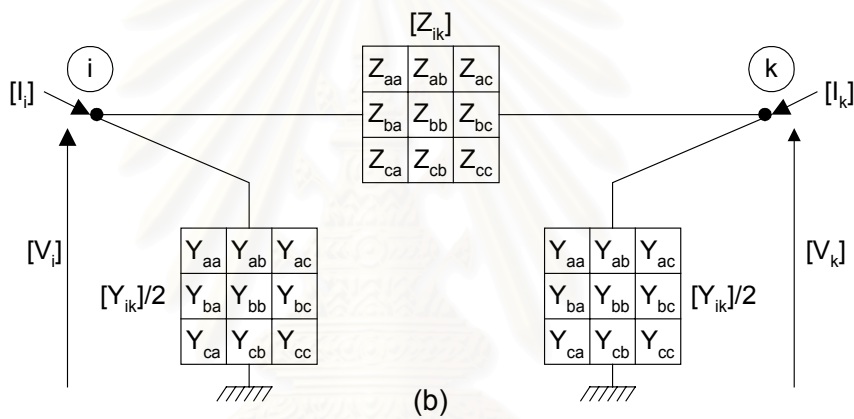 [Z_ik]
i
k
[I_i]
[I_k]
Z_aa Z_ab Z_ac
Z_ba Z_bb Z_bc
Z_ca Z_cb Z_cc
[V_i]
[V_k]
Y_aa Y_ab Y_ac
Y_ba Y_bb Y_bc
Y_ca Y_cb Y_cc
[Y_ik]/2
Y_aa Y_ab Y_ac
Y_ba Y_bb Y_bc
Y_ca Y_cb Y_cc
[Y_ik]/2
(b)